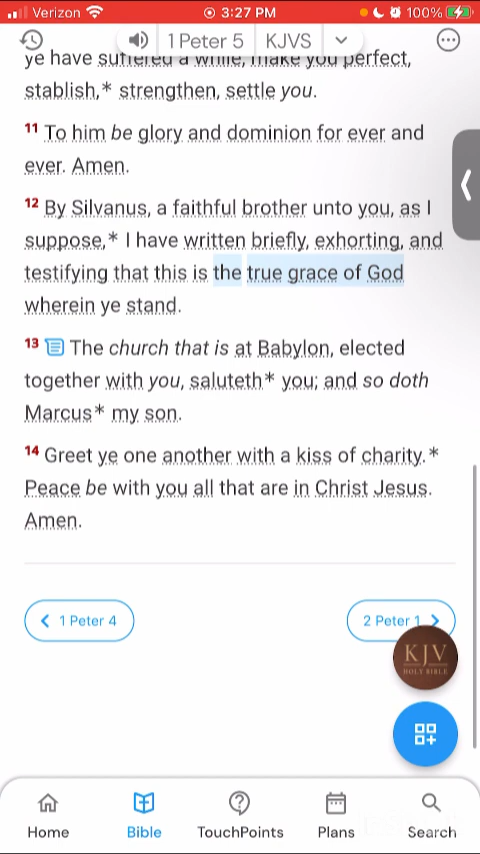 Verizon 3:27 PM 100%
1 Peter 5 KJVS
ye have suffered a while, make you perfect,
stablish,* strengthen, settle you.
11 To him be glory and dominion for ever and
ever. Amen.
12 By Silvanus, a faithful brother unto you, as I
suppose,* I have written briefly, exhorting, and
testifying that this is the true grace of God
wherein ye stand.
13 The church that is at Babylon, elected
together with you, saluteth* you; and so doth
Marcus* my son.
14 Greet ye one another with a kiss of charity.*
Peace be with you all that are in Christ Jesus.
Amen.
1 Peter 4 2 Peter 1
KJV
HOLY BIBLE
Home Bible TouchPoints Plans Search